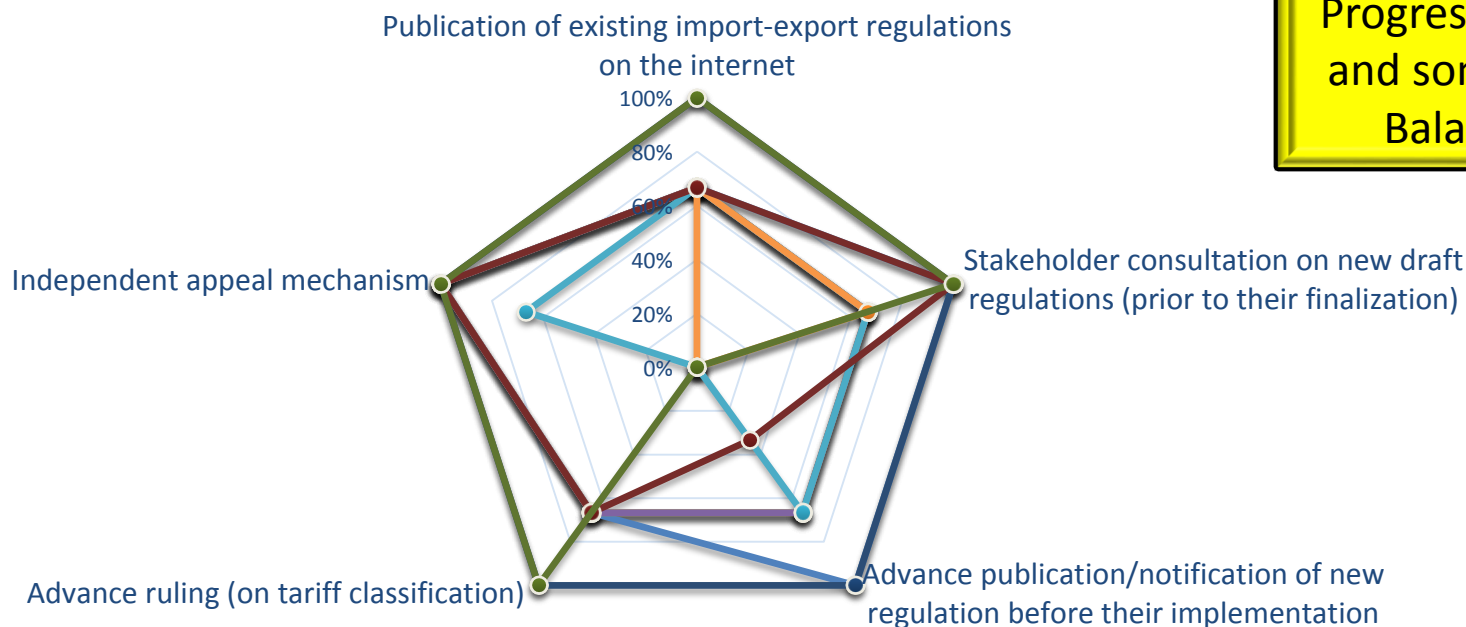 Publication of existing import-export regulations
on the internet
Progres
and sor
Bala
100%
80%
60%
40%
20%
0%
Independent appeal mechanism
Stakeholder consultation on new draft
regulations (prior to their finalization)
Advance ruling (on tariff classification)
Advance publication/notification of new
regulation before their implementation